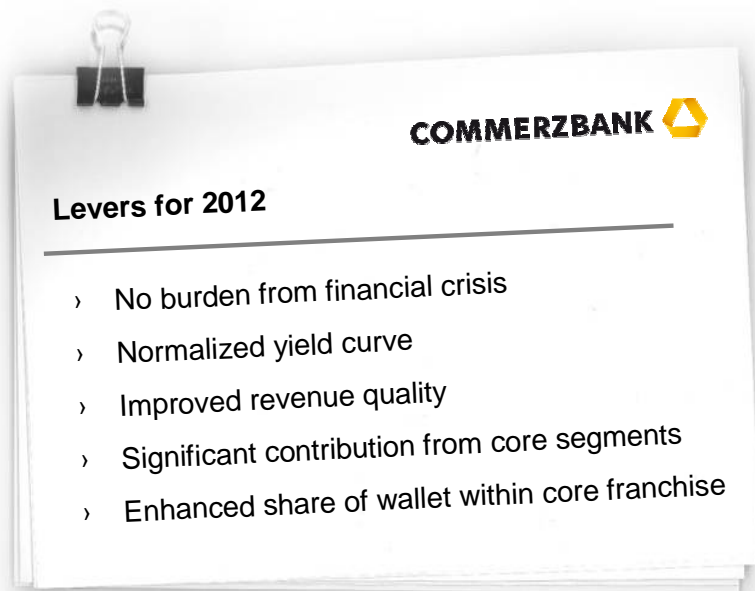 COMMERZBANK
Levers for 2012
› No burden from financial crisis
› Normalized yield curve
› Improved revenue quality
› Significant contribution from core segments
› Enhanced share of wallet within core franchise